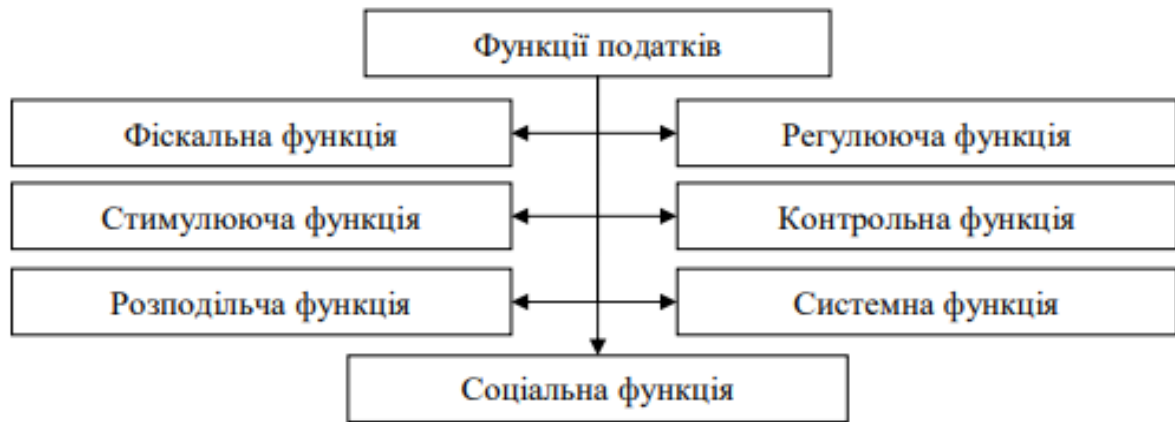 Функції податків
Фіскальна функція
Регулююча функція
Стимулююча функція
Контрольна функція
Розподільча функція
Системна функція
Соціальна функція